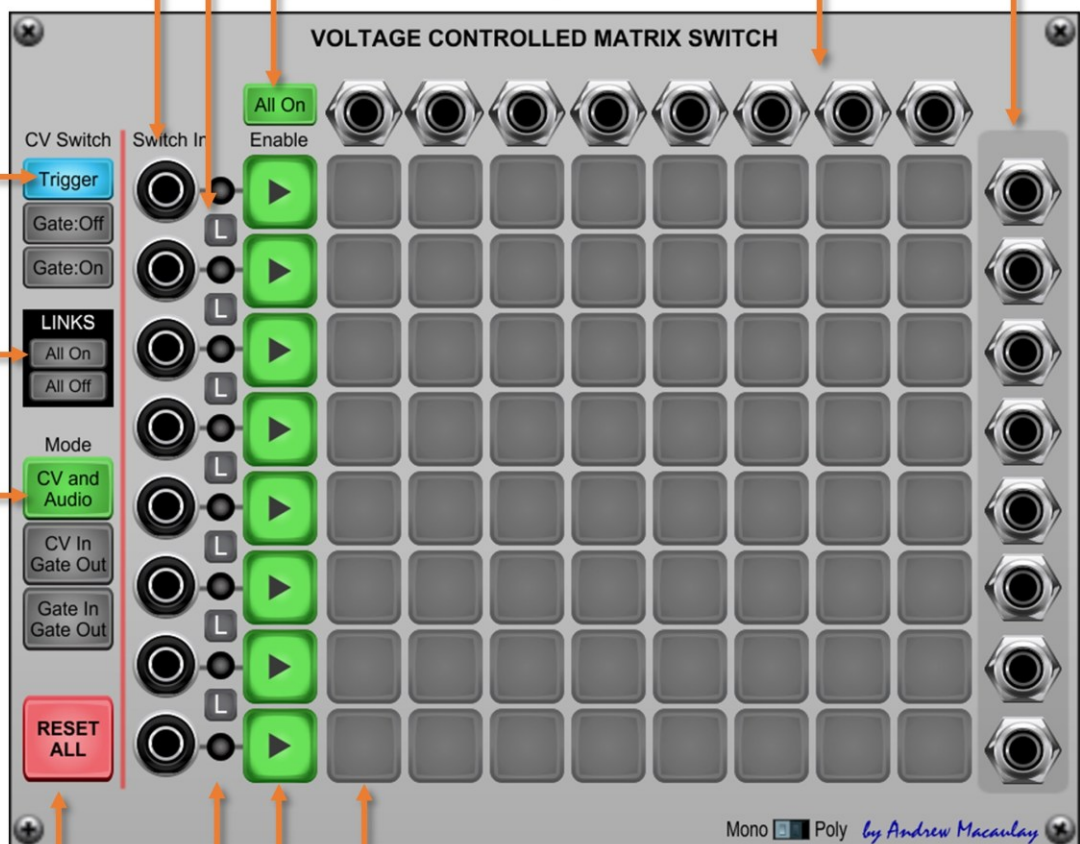 VOLTAGE CONTROLLED MATRIX SWITCH
All On
CV Switch
Switch In
Enable
Trigger
Gate:Off
Gate:On
L
L
LINKS
All On
All Off
L
L
Mode
CV and
Audio
L
CV In
Gate Out
Gate In
Gate Out
L
L
RESET
ALL
Mono
Poly
by Andrew Macaulay